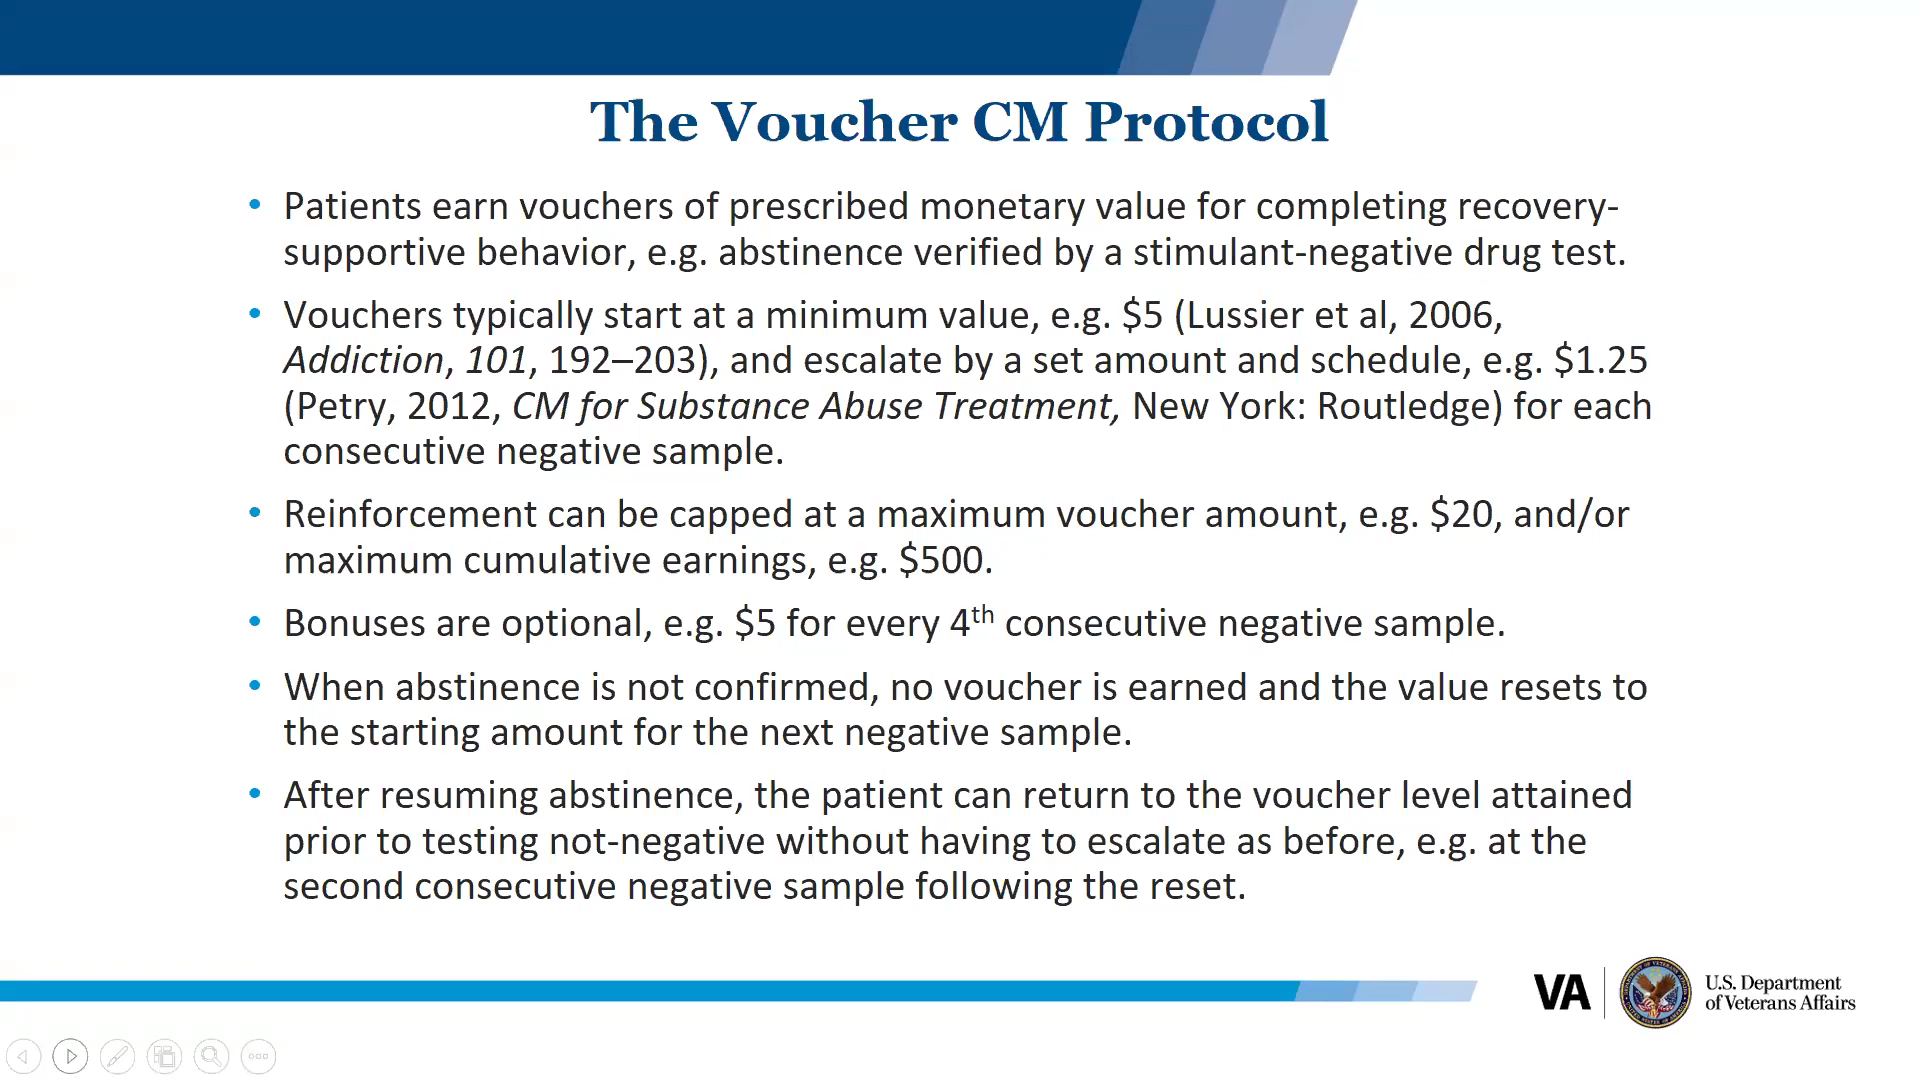 The Voucher CM Protocol
• Patients earn vouchers of prescribed monetary value for completing recovery-
supportive behavior, e.g. abstinence verified by a stimulant-negative drug test.
• Vouchers typically start at a minimum value, e.g. $5 (Lussier et al, 2006,
Addiction, 101, 192–203), and escalate by a set amount and schedule, e.g. $1.25
(Petry, 2012, CM for Substance Abuse Treatment, New York: Routledge) for each
consecutive negative sample.
• Reinforcement can be capped at a maximum voucher amount, e.g. $20, and/or
maximum cumulative earnings, e.g. $500.
• Bonuses are optional, e.g. $5 for every 4th consecutive negative sample.
• When abstinence is not confirmed, no voucher is earned and the value resets to
the starting amount for the next negative sample.
• After resuming abstinence, the patient can return to the voucher level attained
prior to testing not-negative without having to escalate as before, e.g. at the
second consecutive negative sample following the reset.
VA
U.S. Department
of Veterans Affairs